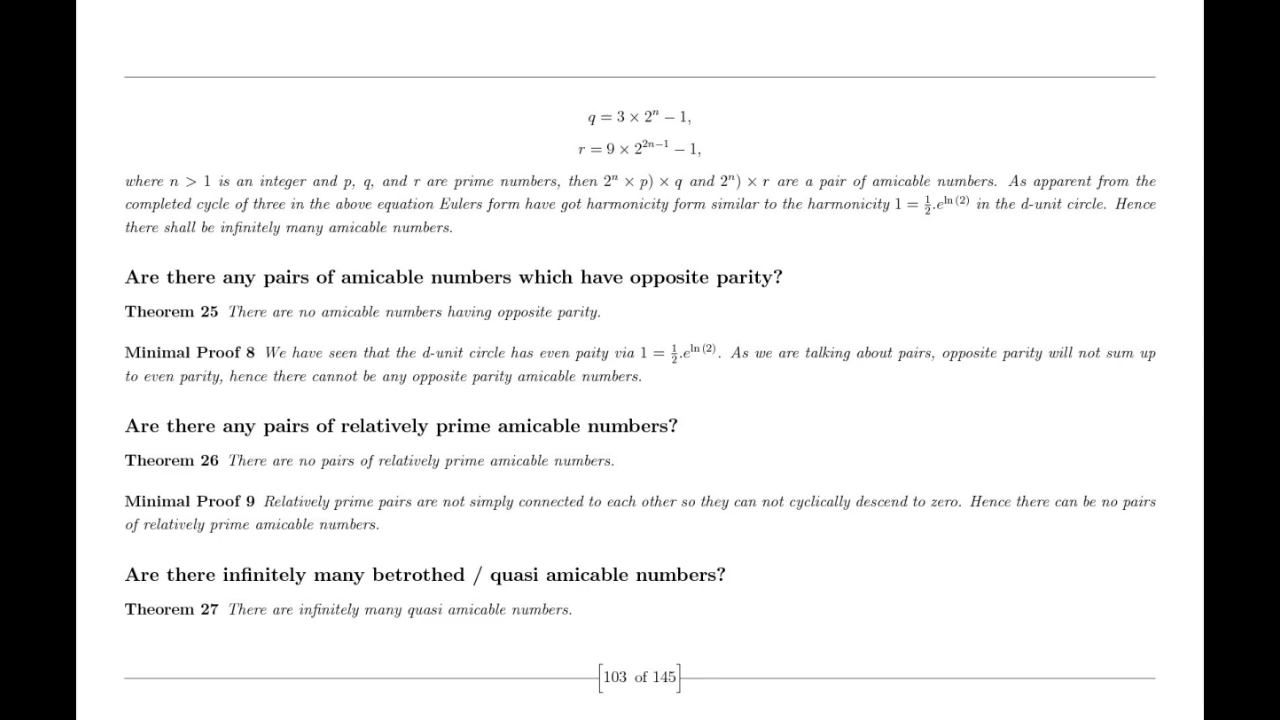 q = 3 × 2ⁿ − 1,
r = 9 × 2²ⁿ⁻¹ − 1,
where n > 1 is an integer and p, q, and r are prime numbers, then 2ⁿ × p) × q and 2ⁿ) × r are a pair of amicable numbers. As apparent from the
completed cycle of three in the above equation Eulers form have got harmonicity form similar to the harmonicity 1 = ½.e^{ln (2)} in the d-unit circle. Hence
there shall be infinitely many amicable numbers.
Are there any pairs of amicable numbers which have opposite parity?
Theorem 25 There are no amicable numbers having opposite parity.
Minimal Proof 8 We have seen that the d-unit circle has even paity via 1 = ½.e^{ln (2)}. As we are talking about pairs, opposite parity will not sum up
to even parity, hence there cannot be any opposite parity amicable numbers.
Are there any pairs of relatively prime amicable numbers?
Theorem 26 There are no pairs of relatively prime amicable numbers.
Minimal Proof 9 Relatively prime pairs are not simply connected to each other so they can not cyclically descend to zero. Hence there can be no pairs
of relatively prime amicable numbers.
Are there infinitely many betrothed / quasi amicable numbers?
Theorem 27 There are infinitely many quasi amicable numbers.
[103 of 145]